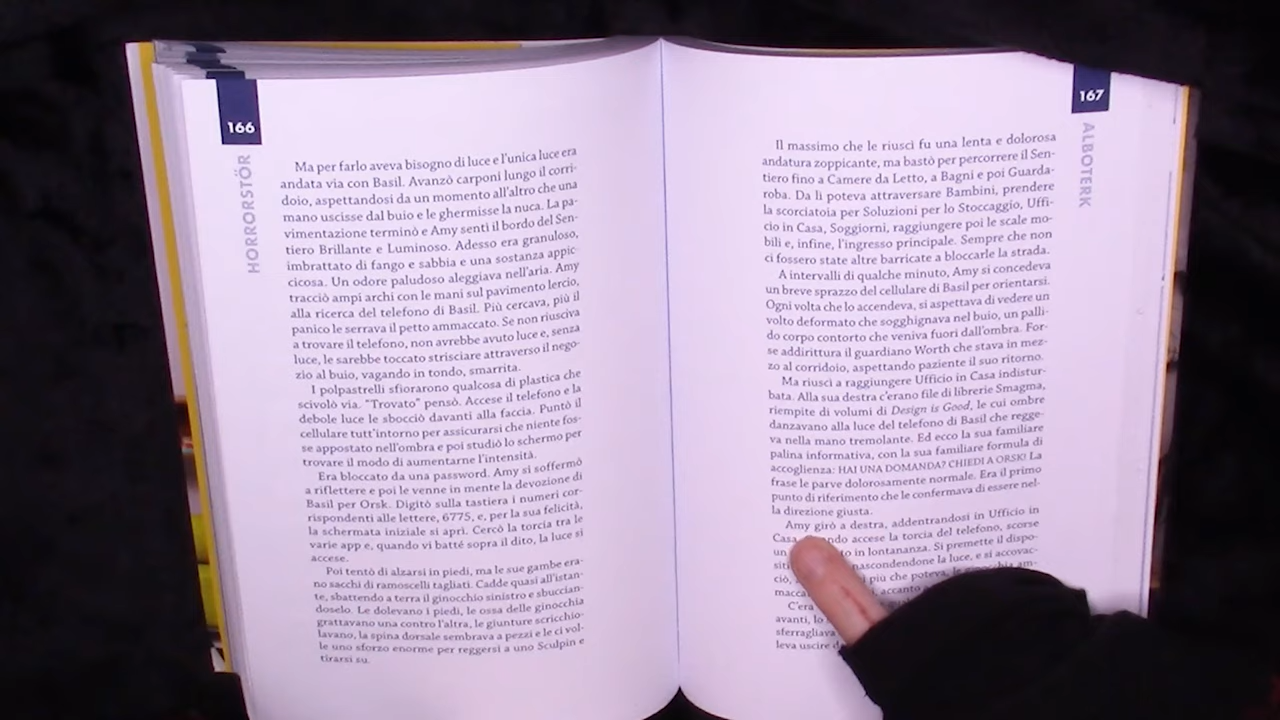 166
HORRORSTÖR
Ma per farlo aveva bisogno di luce e l'unica luce era
andata via con Basil. Avanzò carponi lungo il corri-
doio, aspettandosi da un momento all'altro che una
mano uscisse dal buio e le ghermisse la nuca. La pa-
vimentazione terminò e Amy sentì il bordo del Sen-
tiero Brillante e Luminoso. Adesso era granuloso,
imbrattato di fango e sabbia e una sostanza appic-
cicosa. Un odore paludoso aleggiava nell'aria. Amy
tracciò ampi archi con le mani sul pavimento lercio,
alla ricerca del telefono di Basil. Più cercava, più il
panico le serrava il petto ammaccato. Se non riusciva
a trovare il telefono, non avrebbe avuto luce e, senza
luce, le sarebbe toccato strisciare attraverso il nego-
zio al buio, vagando in tondo, smarrita.
I polpastrelli sfiorarono qualcosa di plastica che
scivolò via. "Trovato" pensò. Accese il telefono e la
debole luce le sbocciò davanti alla faccia. Puntò il
cellulare tutt'intorno per assicurarsi che niente fos-
se appostato nell'ombra e poi studiò lo schermo per
trovare il modo di aumentarne l'intensità.
Era bloccato da una password. Amy si soffermò
a riflettere e poi le venne in mente la devozione di
Basil per Orsk. Digitò sulla tastiera i numeri cor-
rispondenti alle lettere, 6775, e, per sua felicità,
la schermata iniziale si aprì. Cercò la torcia tra le
varie app e, quando vi batté sopra il dito, la luce si
accese.
Poi tentò di alzarsi in piedi, ma le sue gambe era-
no sacchi di ramoscelli tagliati. Cadde quasi all'istan-
te, sbattendo a terra il ginocchio sinistro e sbuccian-
doselo. Le dolevano i piedi, le ossa delle ginocchia
grattavano una contro l'altra, le giunture scricchio-
lavano, la spina dorsale sembrava a pezzi e le ci vol-
le uno sforzo enorme per reggersi a uno Sculpin e
tirarsi su.
167
ALBOTERK
Il massimo che le riuscì fu una lenta e dolorosa
andatura zoppicante, ma bastò per percorrere il Sen-
tiero fino a Camere da Letto, a Bagni e poi Guarda-
roba. Da lì poteva attraversare Bambini, prendere
la scorciatoia per Soluzioni per lo Stoccaggio, Uffi-
cio in Casa, Soggiorni, raggiungere poi le scale mo-
bili e, infine, l'ingresso principale. Sempre che non
ci fossero state altre barricate a bloccarle la strada.
A intervalli di qualche minuto, Amy si concedeva
un breve sprazzo del cellulare di Basil per orientarsi.
Ogni volta che lo accendeva, si aspettava di vedere un
volto deformato che sogghignava nel buio, un palli-
do corpo contorto che veniva fuori dall'ombra. For-
se addirittura il guardiano Worth che stava in mez-
zo al corridoio, aspettando paziente il suo ritorno.
Ma riuscì a raggiungere Ufficio in Casa indistur-
bata. Alla sua destra c'erano file di librerie Smagma,
riempite di volumi di Design is Good, le cui ombre
danzavano alla luce del telefono di Basil che regge-
va nella mano tremolante. Ed ecco la sua familiare
palina informativa, con la sua familiare formula di
accoglienza: HAI UNA DOMANDA? CHIEDI A ORSK! La
frase le parve dolorosamente normale. Era il primo
punto di riferimento che le confermava di essere nel-
la direzione giusta.
Amy girò a destra, addentrandosi in Ufficio in
Casa accese la torcia del telefono, scorse
un in lontananza. Si premette il dispo-
nascondendone la luce, e si accovac-
ciò, più che poteva, le
macca accanto
C'era
avanti, lo
sferragliava
leva uscire